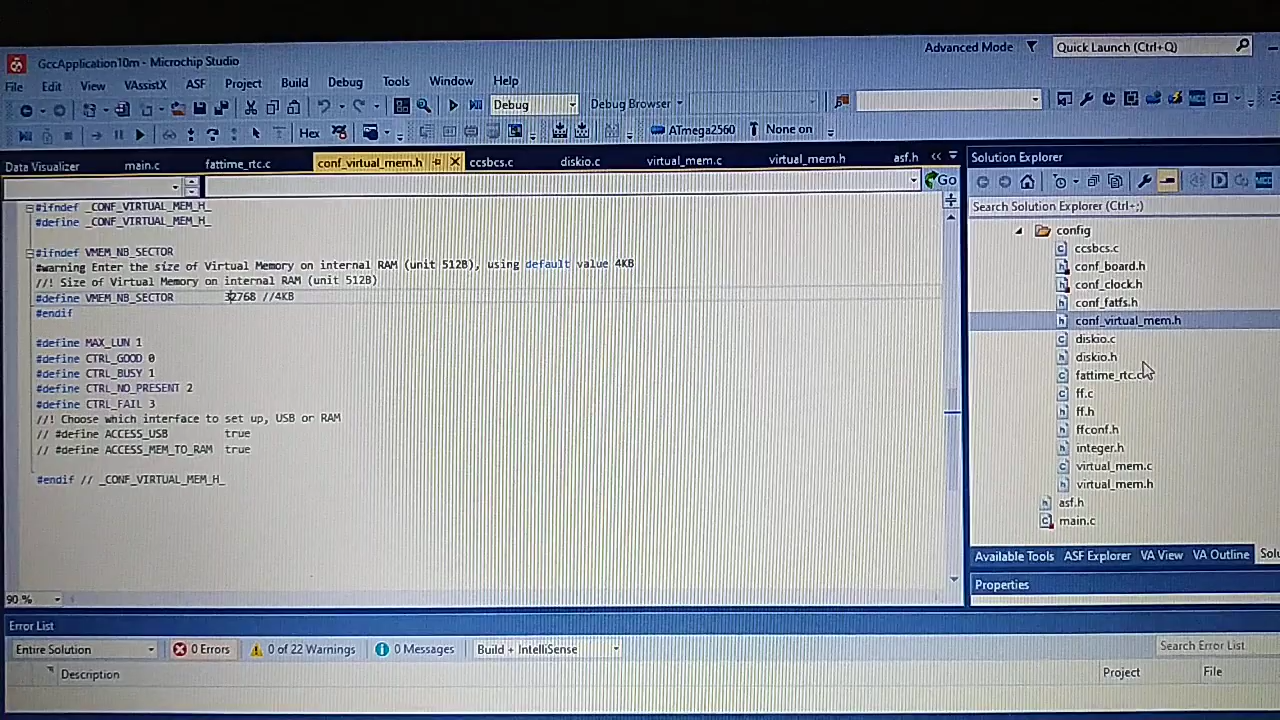 GccApplication10m - Microchip Studio
Advanced Mode
Quick Launch (Ctrl+Q)
File Edit View VAssistX ASF Project Build Debug Tools Window Help
Debug
Debug Browser
Hex
ATmega2560
None on
Data Visualizer main.c fattime_rtc.c conf_virtual_mem.h ccsbcs.c diskio.c virtual_mem.c virtual_mem.h asf.h
Go
#ifndef _CONF_VIRTUAL_MEM_H_
#define _CONF_VIRTUAL_MEM_H_
#ifndef VMEM_NB_SECTOR
#warning Enter the size of Virtual Memory on internal RAM (unit 512B), using default value 4KB
//! Size of Virtual Memory on internal RAM (unit 512B)
#define VMEM_NB_SECTOR 32768 //4KB
#endif
#define MAX_LUN 1
#define CTRL_GOOD 0
#define CTRL_BUSY 1
#define CTRL_NO_PRESENT 2
#define CTRL_FAIL 3
//! Choose which interface to set up, USB or RAM
// #define ACCESS_USB true
// #define ACCESS_MEM_TO_RAM true
#endif // _CONF_VIRTUAL_MEM_H_
90 %
Solution Explorer
Search Solution Explorer (Ctrl+;)
config
ccsbcs.c
conf_board.h
conf_clock.h
conf_fatfs.h
conf_virtual_mem.h
diskio.c
diskio.h
fattime_rtc.c
ff.c
ff.h
ffconf.h
integer.h
virtual_mem.c
virtual_mem.h
asf.h
main.c
Available Tools ASF Explorer VA View VA Outline Solu
Properties
Error List
Entire Solution
0 Errors
0 of 22 Warnings
0 Messages
Build + IntelliSense
Search Error List
Description Project File